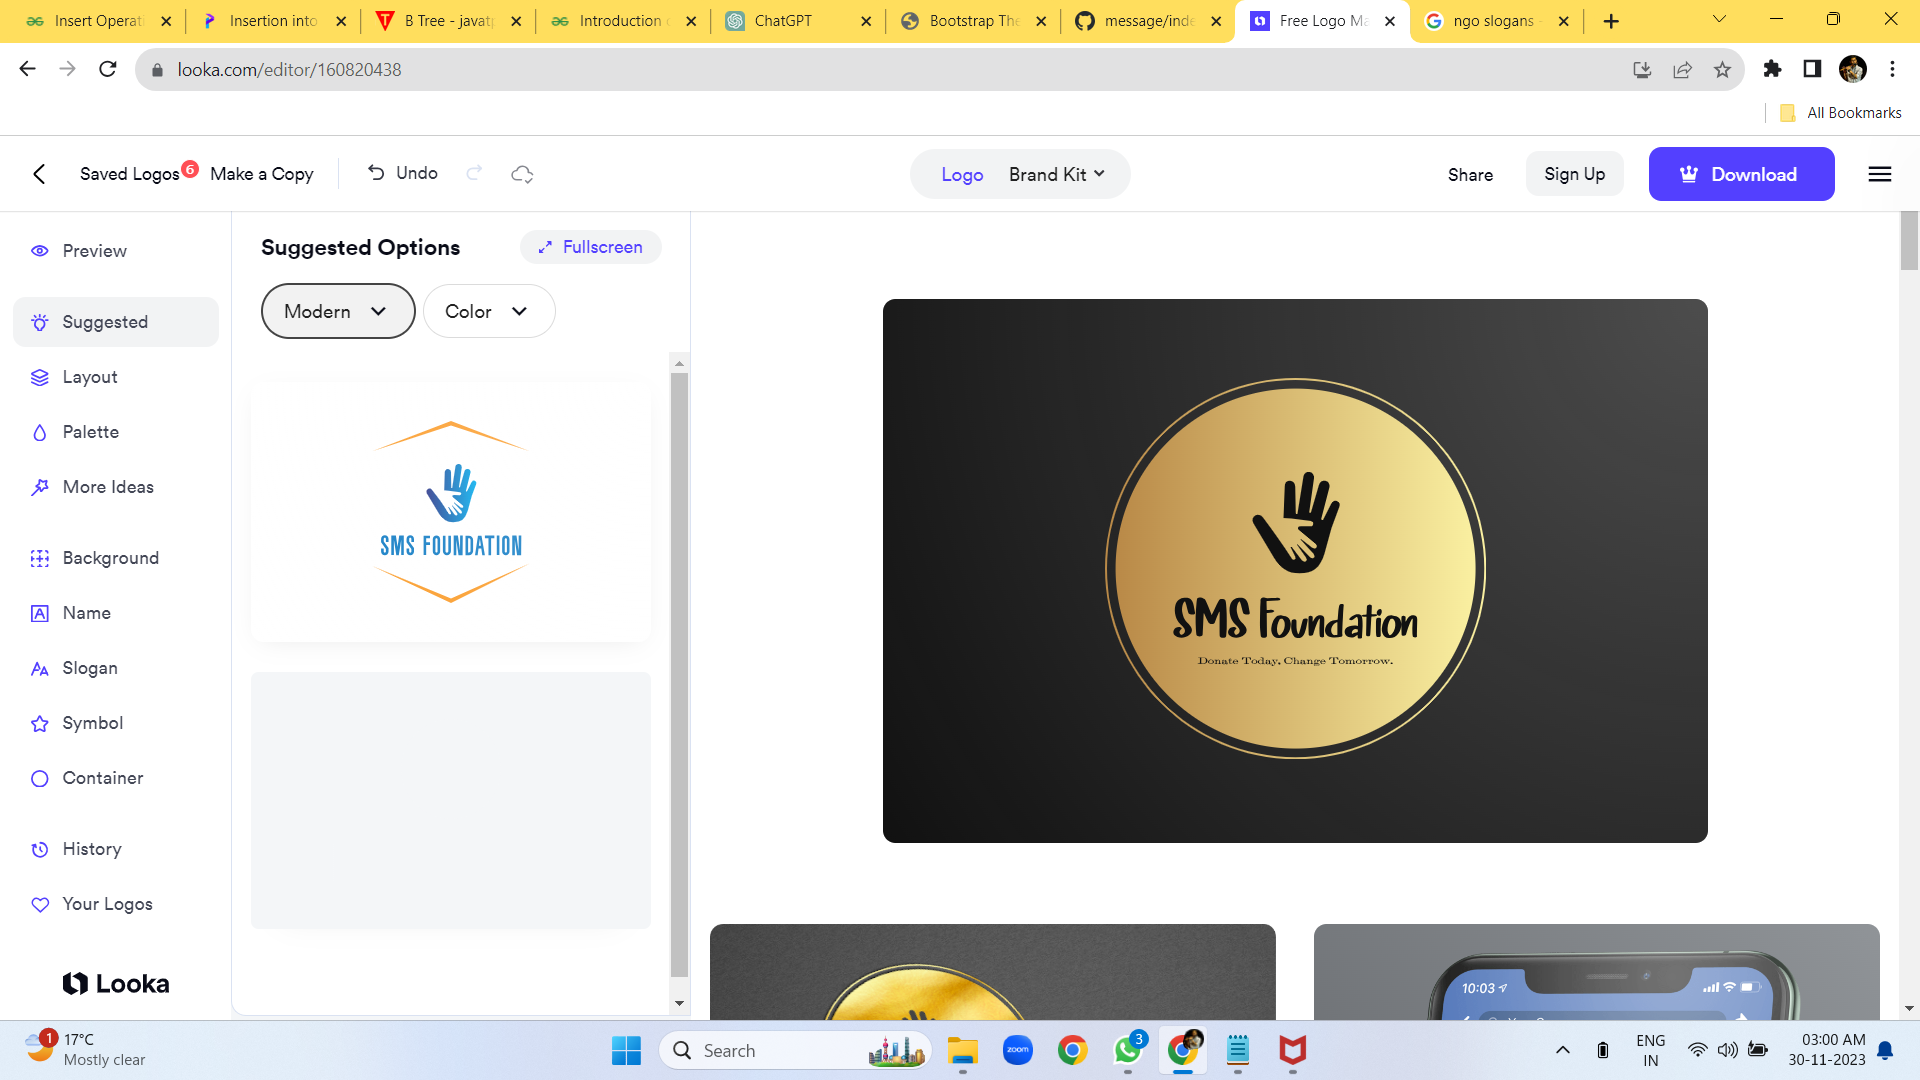 Insert Operati
Insertion into
B Tree - javatp
Introduction o
ChatGPT
Bootstrap The
message/inde
Free Logo Ma
ngo slogans -
looka.com/editor/160820438
All Bookmarks
Saved Logos 6
Make a Copy
Undo
Logo
Brand Kit
Share
Sign Up
Download
Preview
Suggested
Layout
Palette
More Ideas
Background
Name
Slogan
Symbol
Container
History
Your Logos
Looka
Suggested Options
Fullscreen
Modern
Color
SMS FOUNDATION
SMS Foundation
Donate Today, Change Tomorrow.
10:03
1
17°C
Mostly clear
Search
zoom
3
ENG
IN
03:00 AM
30-11-2023